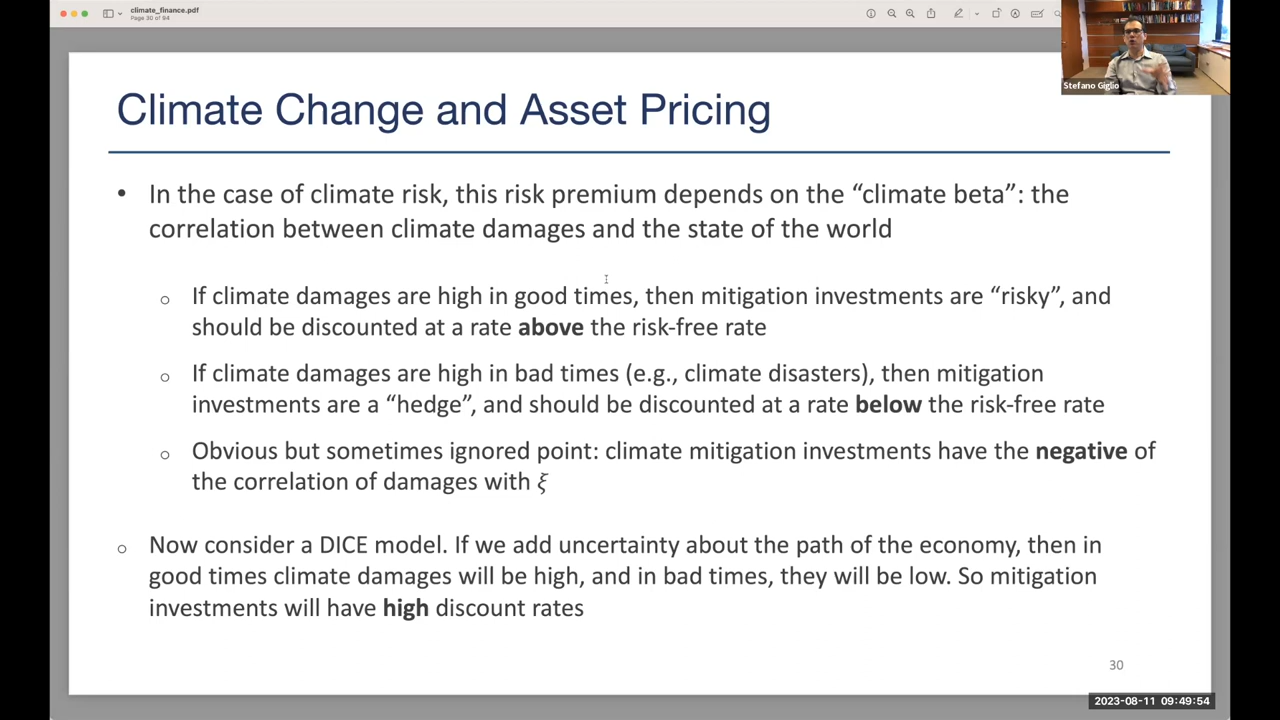 climate_finance.pdf
Page 30 of 94
Stefano Giglio
Climate Change and Asset Pricing
• In the case of climate risk, this risk premium depends on the “climate beta”: the
correlation between climate damages and the state of the world
o If climate damages are high in good times, then mitigation investments are “risky”, and
should be discounted at a rate above the risk-free rate
o If climate damages are high in bad times (e.g., climate disasters), then mitigation
investments are a “hedge”, and should be discounted at a rate below the risk-free rate
o Obvious but sometimes ignored point: climate mitigation investments have the negative of
the correlation of damages with ξ
o Now consider a DICE model. If we add uncertainty about the path of the economy, then in
good times climate damages will be high, and in bad times, they will be low. So mitigation
investments will have high discount rates
30
2023-08-11 09:49:54